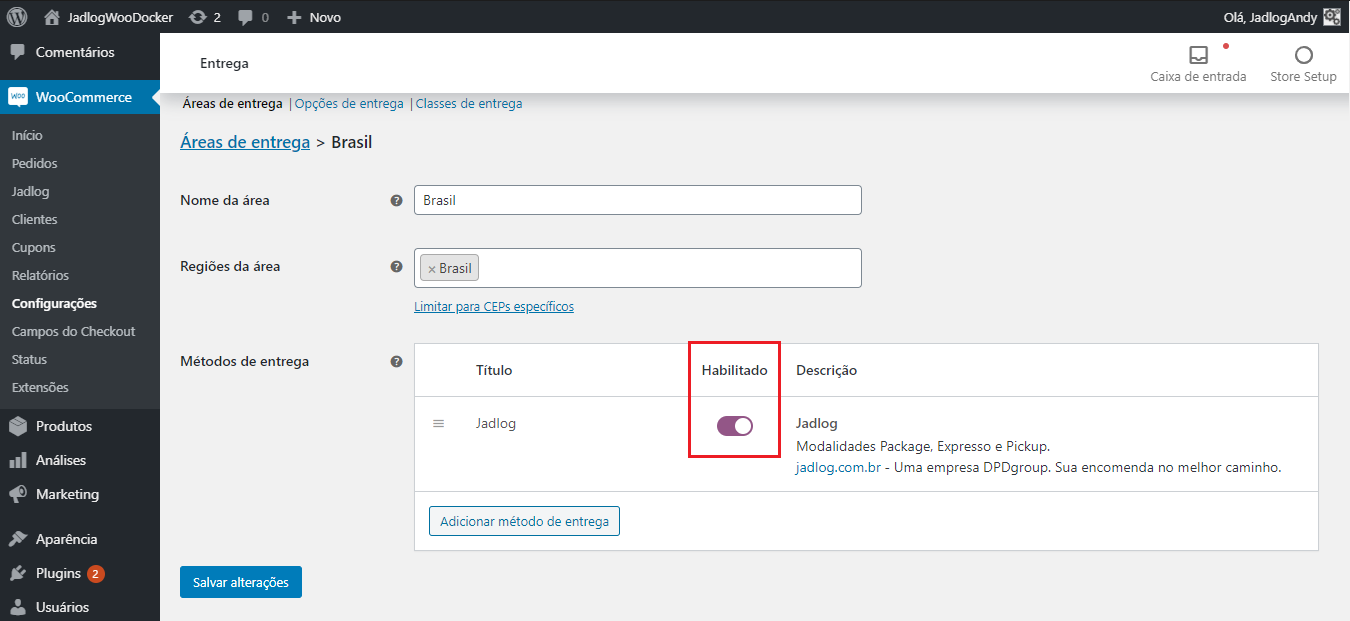 JadlogWooDocker 2 0 Novo Olá, JadlogAndy
Comentários
WooCommerce
Início
Pedidos
Jadlog
Clientes
Cupons
Relatórios
Configurações
Campos do Checkout
Status
Extensões
Produtos
Análises
Marketing
Aparência
Plugins 2
Usuários
Entrega
Caixa de entrada
Store Setup
Áreas de entrega | Opções de entrega | Classes de entrega
Áreas de entrega > Brasil
Nome da área ? Brasil
Regiões da área ? × Brasil
Limitar para CEPs específicos
Métodos de entrega ?
Título Habilitado Descrição
Jadlog Jadlog
Modalidades Package, Expresso e Pickup.
jadlog.com.br - Uma empresa DPDgroup. Sua encomenda no melhor caminho.
Adicionar método de entrega
Salvar alterações